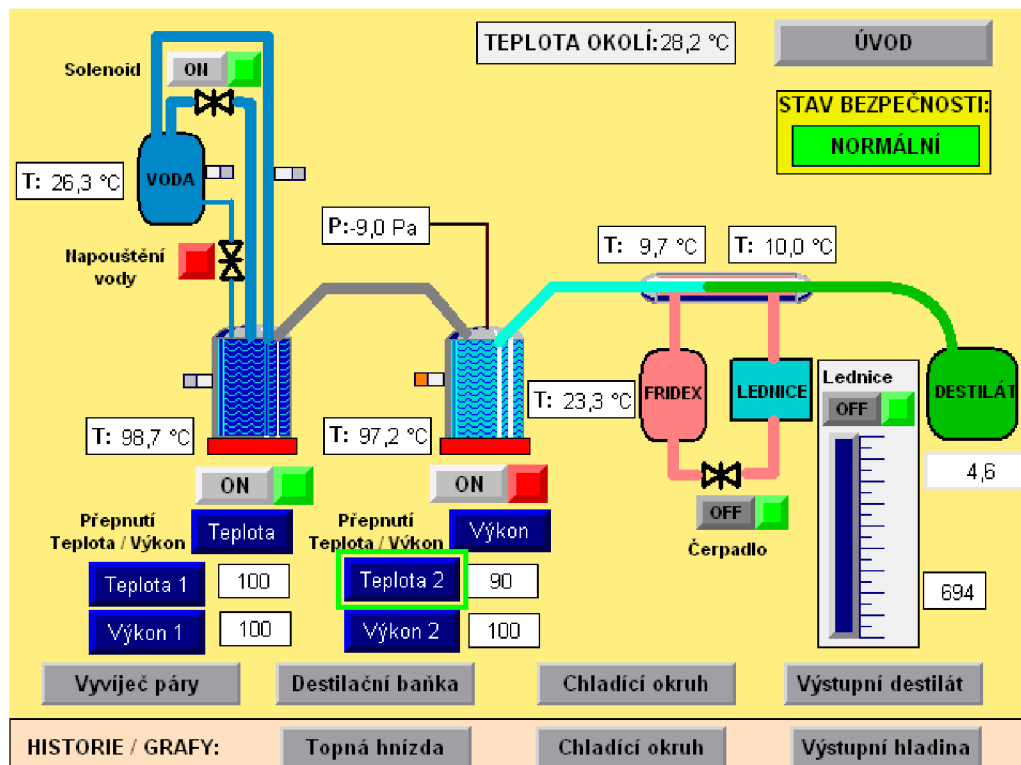 TEPLOTA OKOLÍ:28,2 °C
ÚVOD
Solenoid
ON
STAV BEZPEČNOSTI:
NORMÁLNÍ
T: 26,3 °C
VODA
P:-9,0 Pa
T: 9,7 °C
T: 10,0 °C
Napouštění
vody
T: 23,3 °C
FRIDEX
LEDNICE
Lednice
OFF
DESTILÁT
T: 98,7 °C
T: 97,2 °C
4,6
ON
ON
OFF
Čerpadlo
Přepnutí
Teplota / Výkon
Teplota
Přepnutí
Teplota / Výkon
Výkon
Teplota 1
100
Teplota 2
90
694
Výkon 1
100
Výkon 2
100
Vyvíječ páry
Destilační baňka
Chladící okruh
Výstupní destilát
HISTORIE / GRAFY:
Topná hnízda
Chladící okruh
Výstupní hladina